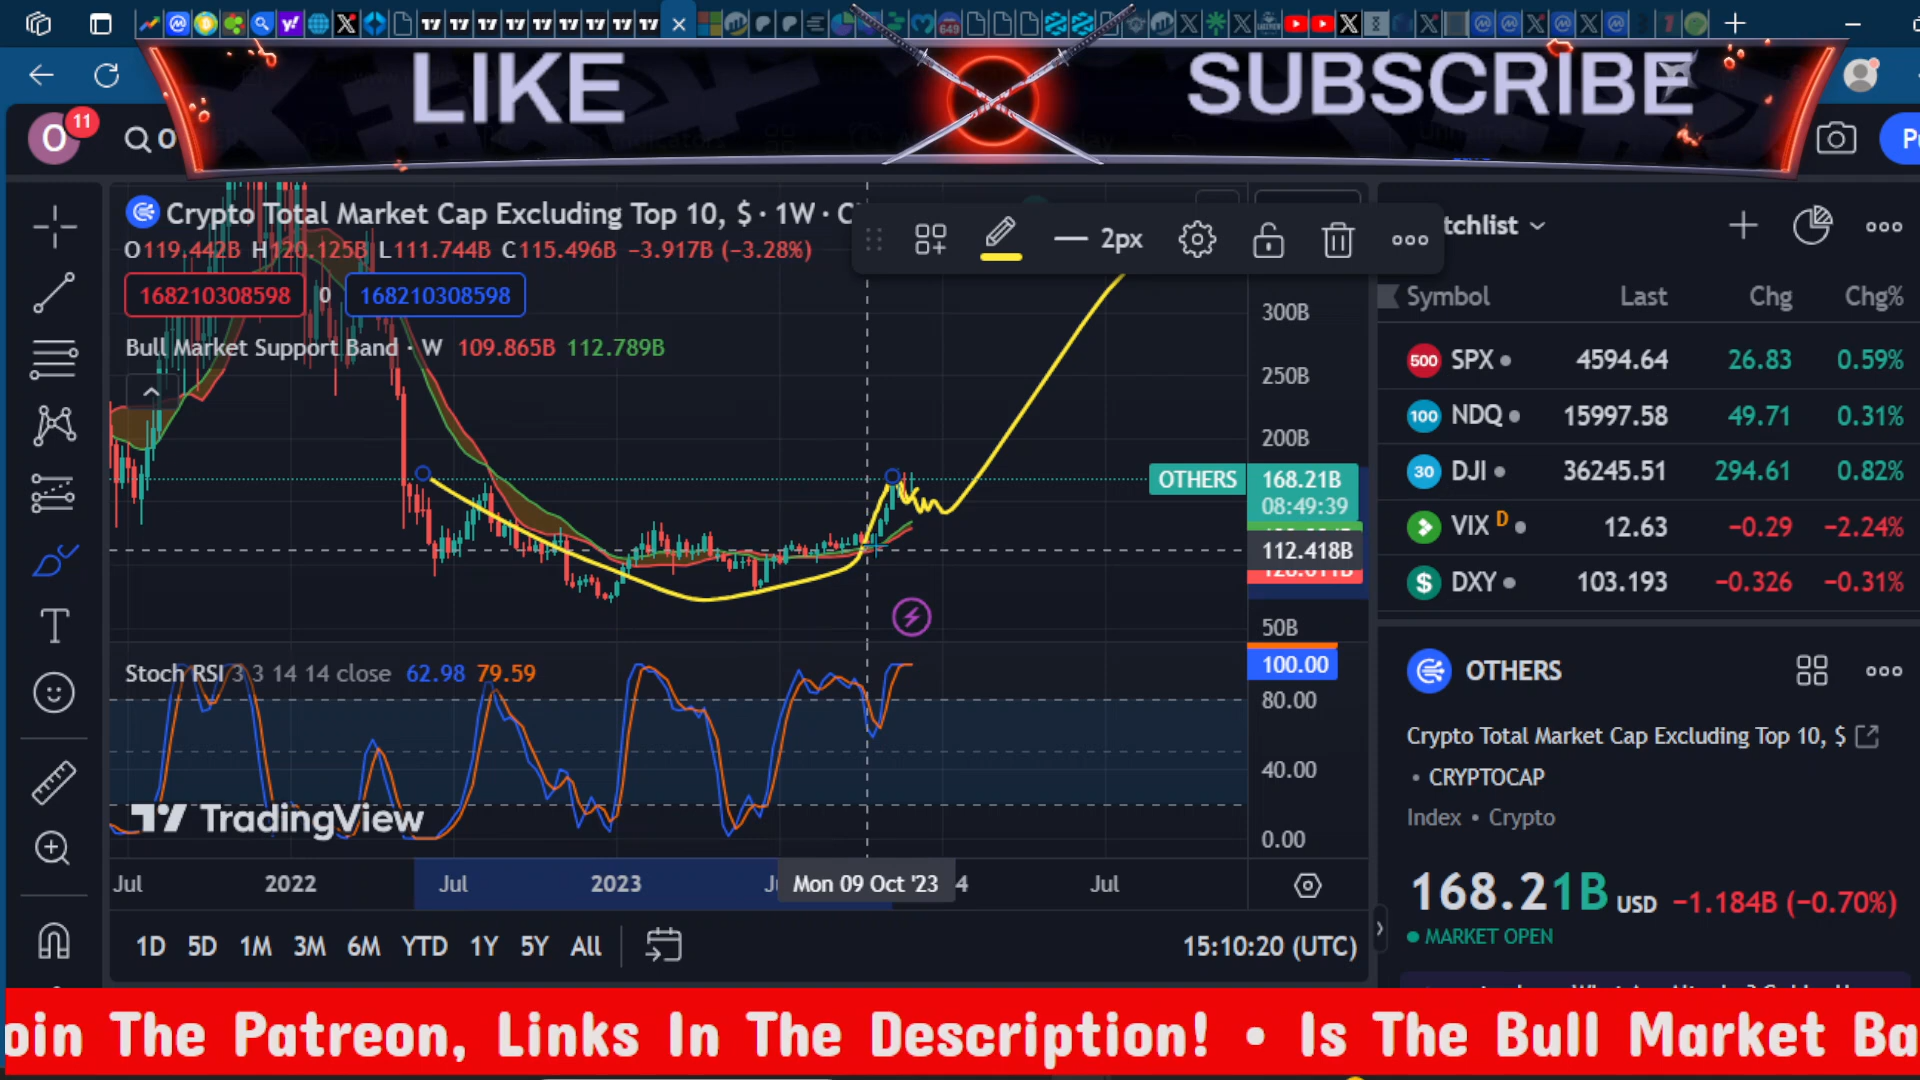 LIKE
SUBSCRIBE
O
11
O
Crypto Total Market Cap Excluding Top 10, $ · 1W · C
O119.442B H120.125B L111.744B C115.496B −3.917B (−3.28%)
168210308598
0
168210308598
Bull Market Support Band · W 109.865B 112.789B
2px
300B
250B
200B
OTHERS
168.21B
08:49:39
112.418B
50B
Stoch RSI 3 3 14 14 close 62.98 79.59
100.00
80.00
40.00
0.00
TradingView
Jul
2022
Jul
2023
Mon 09 Oct '23
4
Jul
1D 5D 1M 3M 6M YTD 1Y 5Y All
15:10:20 (UTC)
tchlist
Symbol Last Chg Chg%
500 SPX 4594.64 26.83 0.59%
100 NDQ 15997.58 49.71 0.31%
30 DJI 36245.51 294.61 0.82%
VIX D 12.63 −0.29 −2.24%
$ DXY 103.193 −0.326 −0.31%
OTHERS
Crypto Total Market Cap Excluding Top 10, $
• CRYPTOCAP
Index • Crypto
168.21B USD −1.184B (−0.70%)
MARKET OPEN
oin The Patreon, Links In The Description! • Is The Bull Market Ba